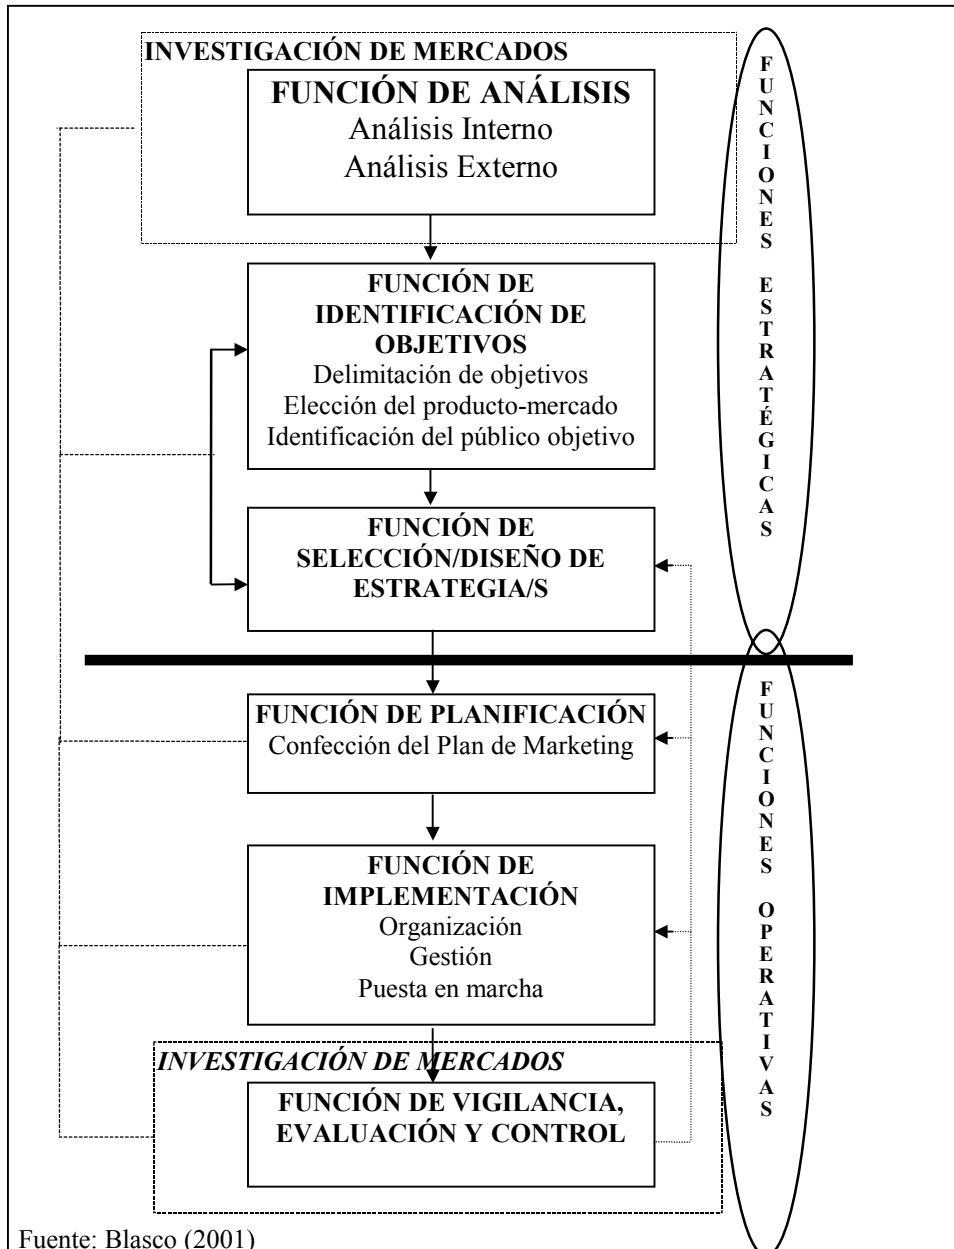 INVESTIGACIÓN DE MERCADOS
FUNCIÓN DE ANÁLISIS
Análisis Interno
Análisis Externo
FUNCIÓN DE
IDENTIFICACIÓN DE
OBJETIVOS
Delimitación de objetivos
Elección del producto-mercado
Identificación del público objetivo
FUNCIÓN DE
SELECCIÓN/DISEÑO DE
ESTRATEGIA/S
FUNCIONES ESTRATÉGICAS
FUNCIÓN DE PLANIFICACIÓN
Confección del Plan de Marketing
FUNCIÓN DE
IMPLEMENTACIÓN
Organización
Gestión
Puesta en marcha
INVESTIGACIÓN DE MERCADOS
FUNCIÓN DE VIGILANCIA,
EVALUACIÓN Y CONTROL
FUNCIONES OPERATIVAS
Fuente: Blasco (2001)